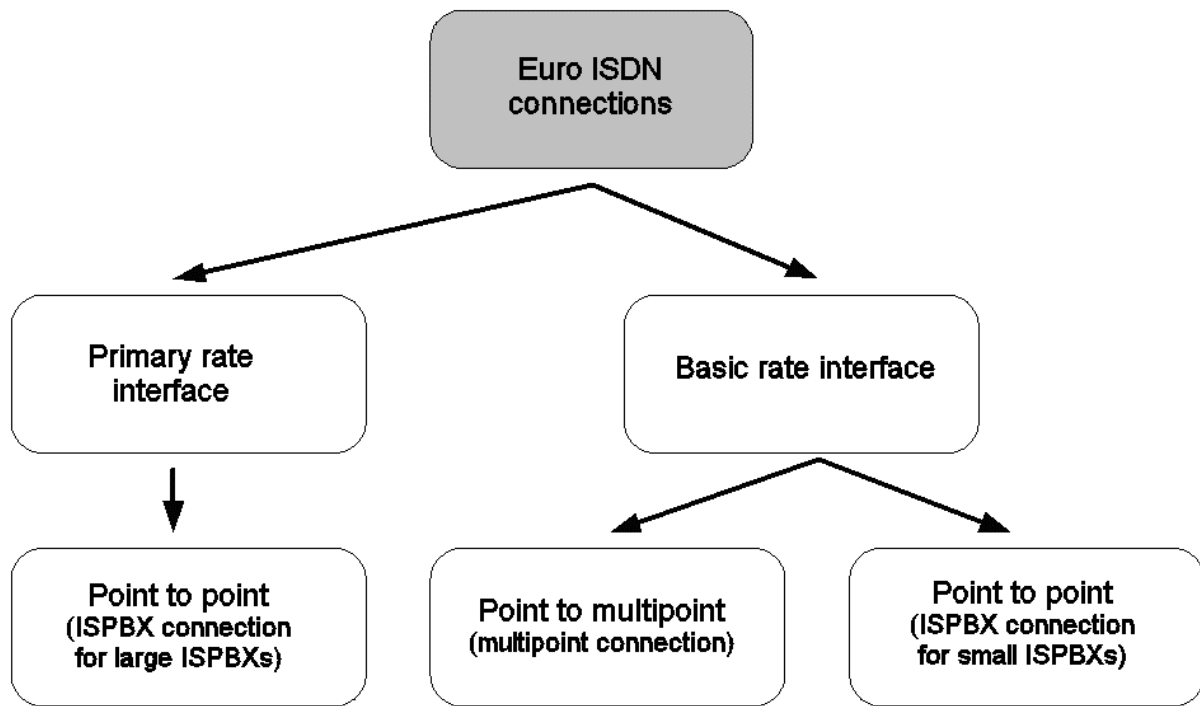 Euro ISDN
connections
Primary rate
interface
Basic rate interface
Point to point
(ISPBX connection
for large ISPBXs)
Point to multipoint
(multipoint connection)
Point to point
(ISPBX connection
for small ISPBXs)